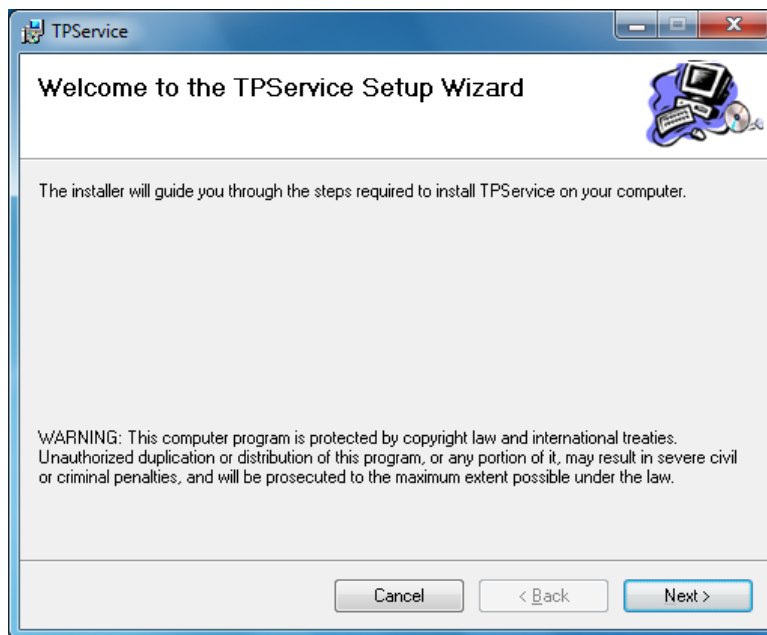 TPService
Welcome to the TPService Setup Wizard
The installer will guide you through the steps required to install TPService on your computer.
WARNING: This computer program is protected by copyright law and international treaties.
Unauthorized duplication or distribution of this program, or any portion of it, may result in severe civil
or criminal penalties, and will be prosecuted to the maximum extent possible under the law.
Cancel
< Back
Next >